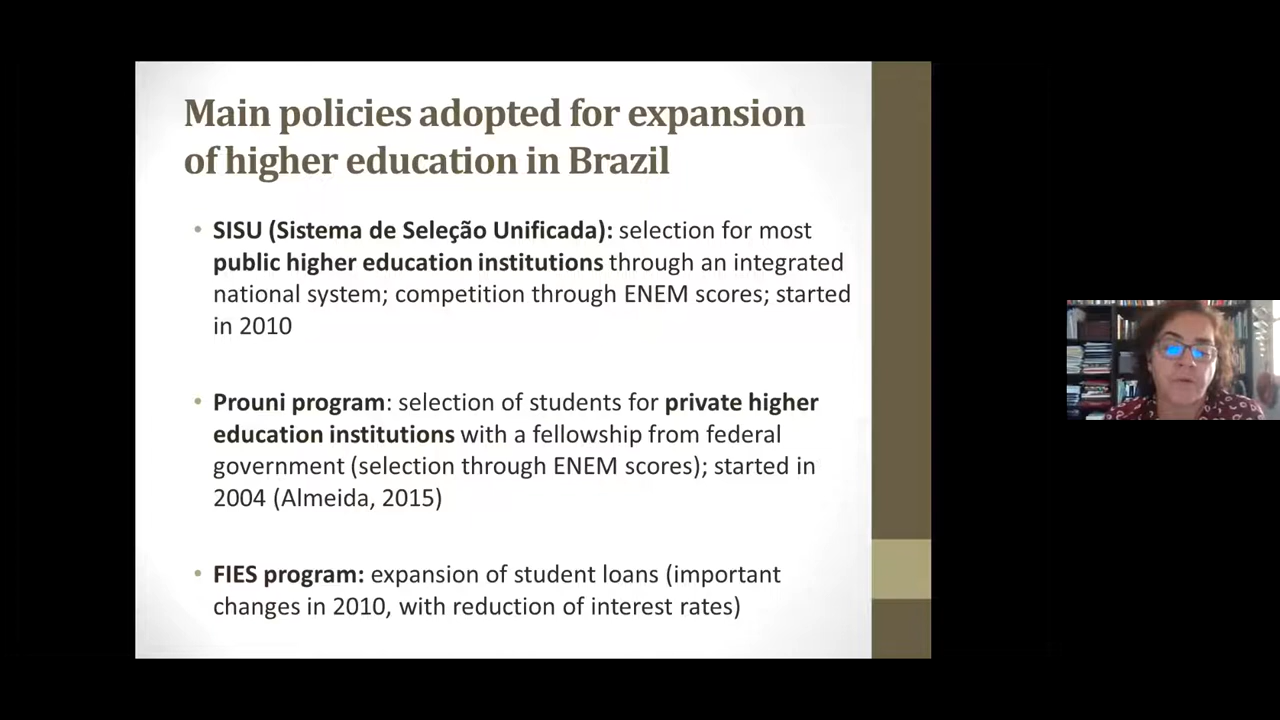 Main policies adopted for expansion
of higher education in Brazil
• SISU (Sistema de Seleção Unificada): selection for most
public higher education institutions through an integrated
national system; competition through ENEM scores; started
in 2010
• Prouni program: selection of students for private higher
education institutions with a fellowship from federal
government (selection through ENEM scores); started in
2004 (Almeida, 2015)
• FIES program: expansion of student loans (important
changes in 2010, with reduction of interest rates)